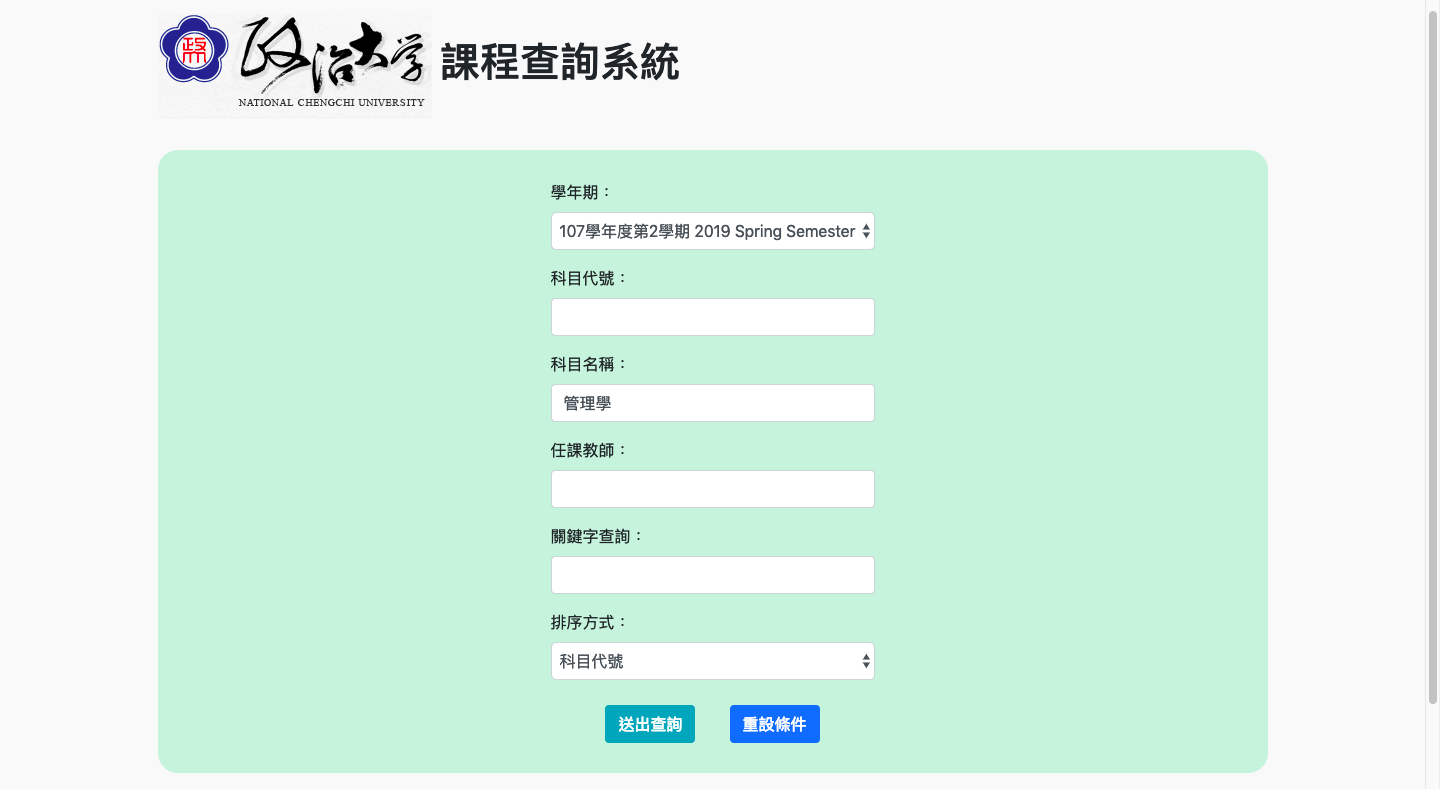 政治大学 課程查詢系統
NATIONAL CHENGCHI UNIVERSITY
學年期：
107學年度第2學期 2019 Spring Semester
科目代號：
科目名稱：
管理學
任課教師：
關鍵字查詢：
排序方式：
科目代號
送出查詢 重設條件